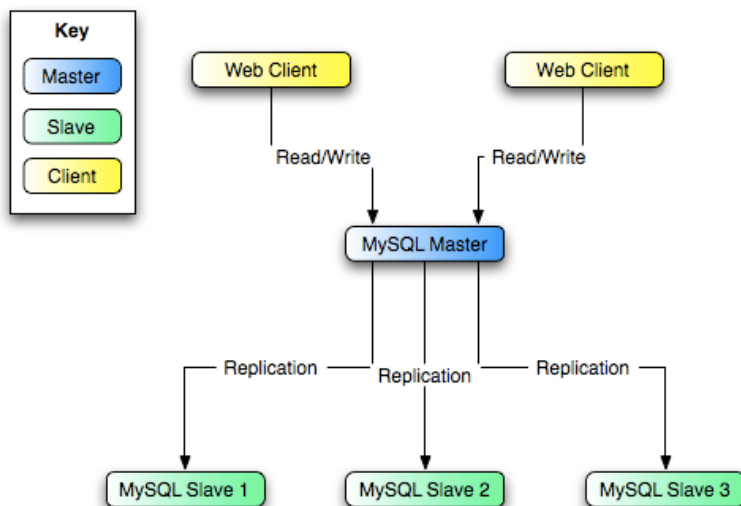 Key
Master
Slave
Client
Web Client
Web Client
Read/Write
Read/Write
MySQL Master
Replication
Replication
Replication
MySQL Slave 1
MySQL Slave 2
MySQL Slave 3